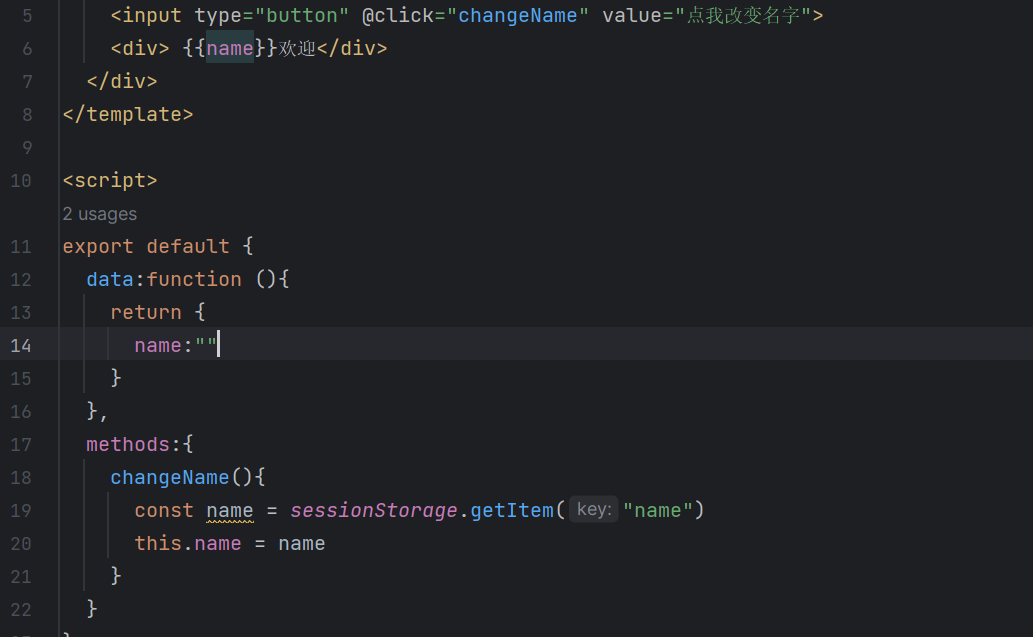 5 <input type="button" @click="changeName" value="点我改变名字">
6 <div> {{name}}欢迎</div>
7 </div>
8 </template>
9
10 <script>
2 usages
11 export default {
12 data:function (){
13 return {
14 name:""
15 }
16 },
17 methods:{
18 changeName(){
19 const name = sessionStorage.getItem( key: "name")
20 this.name = name
21 }
22 }